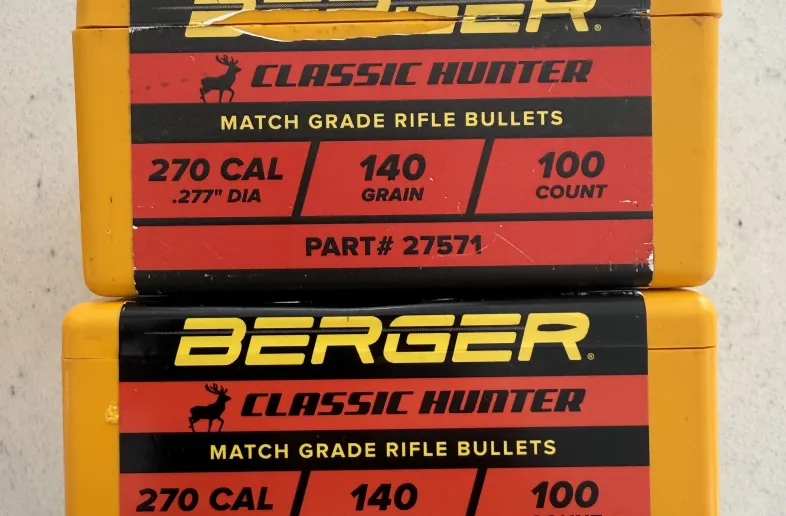 BERGER®
CLASSIC HUNTER
MATCH GRADE RIFLE BULLETS
270 CAL 140 100
.277" DIA GRAIN COUNT
PART# 27571
BERGER®
CLASSIC HUNTER
MATCH GRADE RIFLE BULLETS
270 CAL 140 100